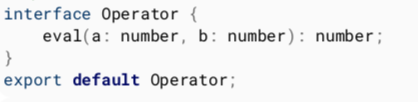 interface Operator {
    eval(a: number, b: number): number;
}
export default Operator;